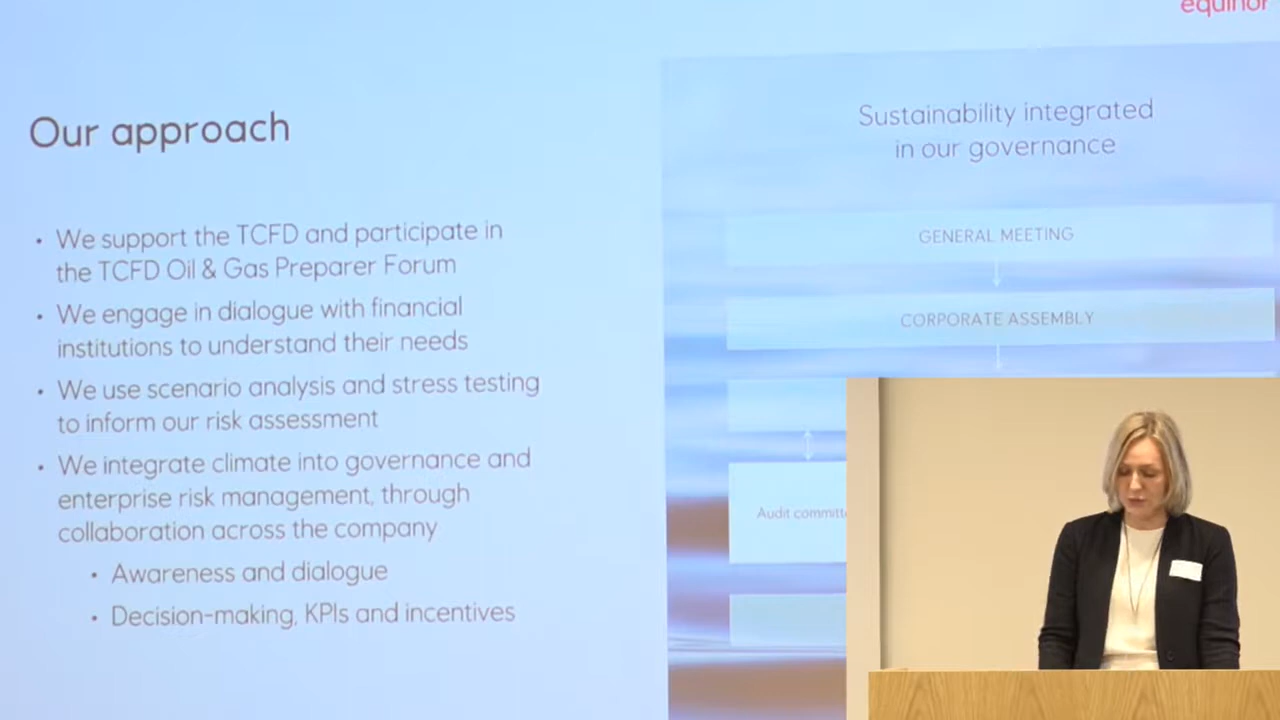 equinor
Our approach
• We support the TCFD and participate in
the TCFD Oil & Gas Preparer Forum
• We engage in dialogue with financial
institutions to understand their needs
• We use scenario analysis and stress testing
to inform our risk assessment
• We integrate climate into governance and
enterprise risk management, through
collaboration across the company
• Awareness and dialogue
• Decision-making, KPIs and incentives
Sustainability integrated
in our governance
GENERAL MEETING
CORPORATE ASSEMBLY
Audit committe